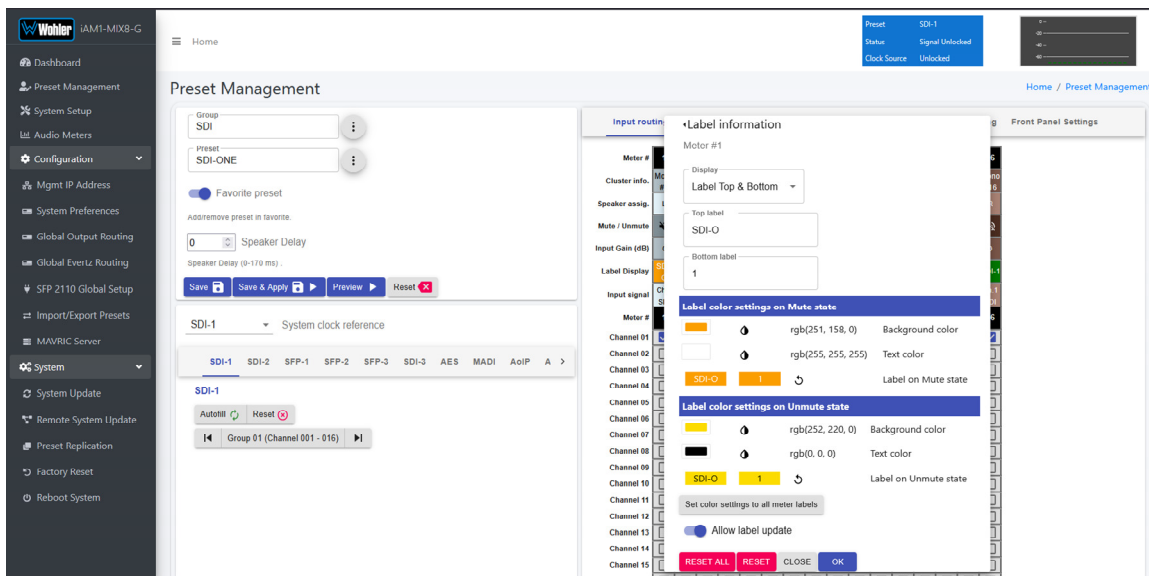 Wohler iAM1-MIX8-G
Dashboard
Preset Management
System Setup
Audio Meters
Configuration
Mgmt IP Address
System Preferences
Global Output Routing
Global Evertz Routing
SFP 2110 Global Setup
Import/Export Presets
MAVRIC Server
System
System Update
Remote System Update
Preset Replication
Factory Reset
Reboot System
Home
Preset SDI-1
Status Signal Unlocked
Clock Source Unlocked
0
-20
-40
-60
Preset Management
Home / Preset Management
Group
SDI
Preset
SDI-ONE
Favorite preset
Add/remove preset in favorite.
0 Speaker Delay
Speaker Delay (0-170 ms) .
Save Save & Apply Preview Reset
SDI-1 System clock reference
SDI-1 SDI-2 SFP-1 SFP-2 SFP-3 SDI-3 AES MADI AoIP A
SDI-1
Autofill Reset
Group 01 (Channel 001 - 016)
Input routin
g Front Panel Settings
Meter #
Cluster info.
Speaker assig.
Mute / Unmute
Input Gain (dB)
Label Display
Input signal
Meter #
Channel 01
Channel 02
Channel 03
Channel 04
Channel 05
Channel 06
Channel 07
Channel 08
Channel 09
Channel 10
Channel 11
Channel 12
Channel 13
Channel 14
Channel 15
Label information
Motor #1
Display
Label Top & Bottom
Top label
SDI-O
Bottom label
1
Label color settings on Mute state
rgb(251, 158, 0) Background color
rgb(255, 255, 255) Text color
SDI-O 1 Label on Mute state
Label color settings on Unmute state
rgb(252, 220, 0) Background color
rgb(0, 0, 0) Text color
SDI-O 1 Label on Unmute state
Set color settings to all meter labels
Allow label update
RESET ALL RESET CLOSE OK